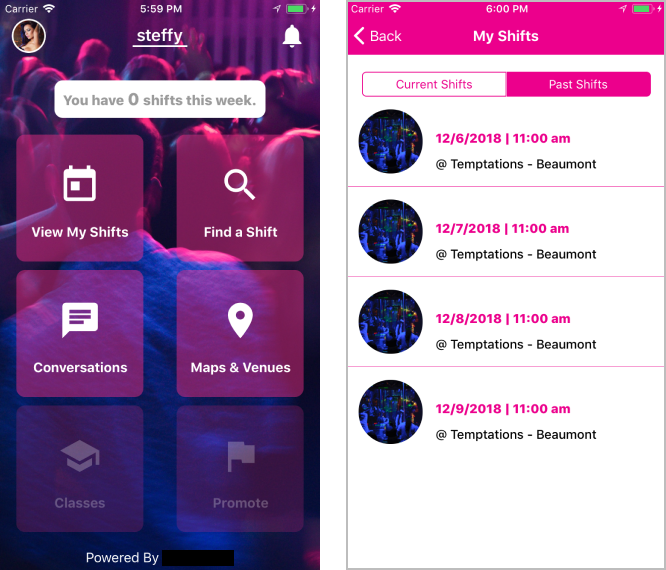 Carrier 5:59 PM
steffy
You have 0 shifts this week.
View My Shifts
Find a Shift
Conversations
Maps & Venues
Classes
Promote
Powered By
Carrier 6:00 PM
Back My Shifts
Current Shifts Past Shifts
12/6/2018 | 11:00 am
@ Temptations - Beaumont
12/7/2018 | 11:00 am
@ Temptations - Beaumont
12/8/2018 | 11:00 am
@ Temptations - Beaumont
12/9/2018 | 11:00 am
@ Temptations - Beaumont